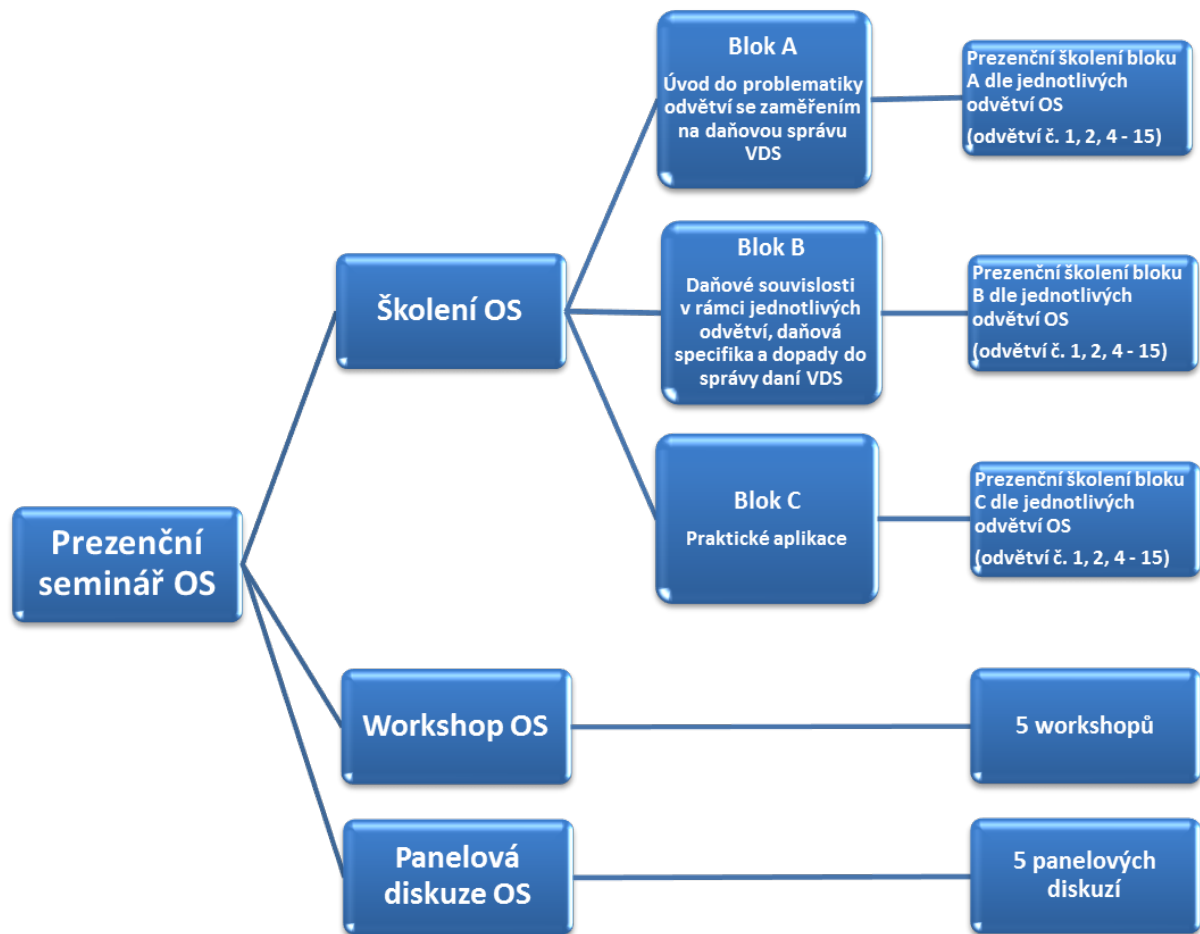 Blok A
Úvod do problematiky
odvětví se zaměřením
na daňovou správu
VDS
Prezenční školení bloku
A dle jednotlivých
odvětví OS
(odvětví č. 1, 2, 4 - 15)
Školení OS
Blok B
Daňové souvislosti
v rámci jednotlivých
odvětví, daňová
specifika a dopady do
správy daní VDS
Prezenční školení bloku
B dle jednotlivých
odvětví OS
(odvětví č. 1, 2, 4 - 15)
Blok C
Praktické aplikace
Prezenční školení bloku
C dle jednotlivých
odvětví OS
(odvětví č. 1, 2, 4 - 15)
Prezenční
seminář OS
Workshop OS
5 workshopů
Panelová
diskuze OS
5 panelových
diskuzí